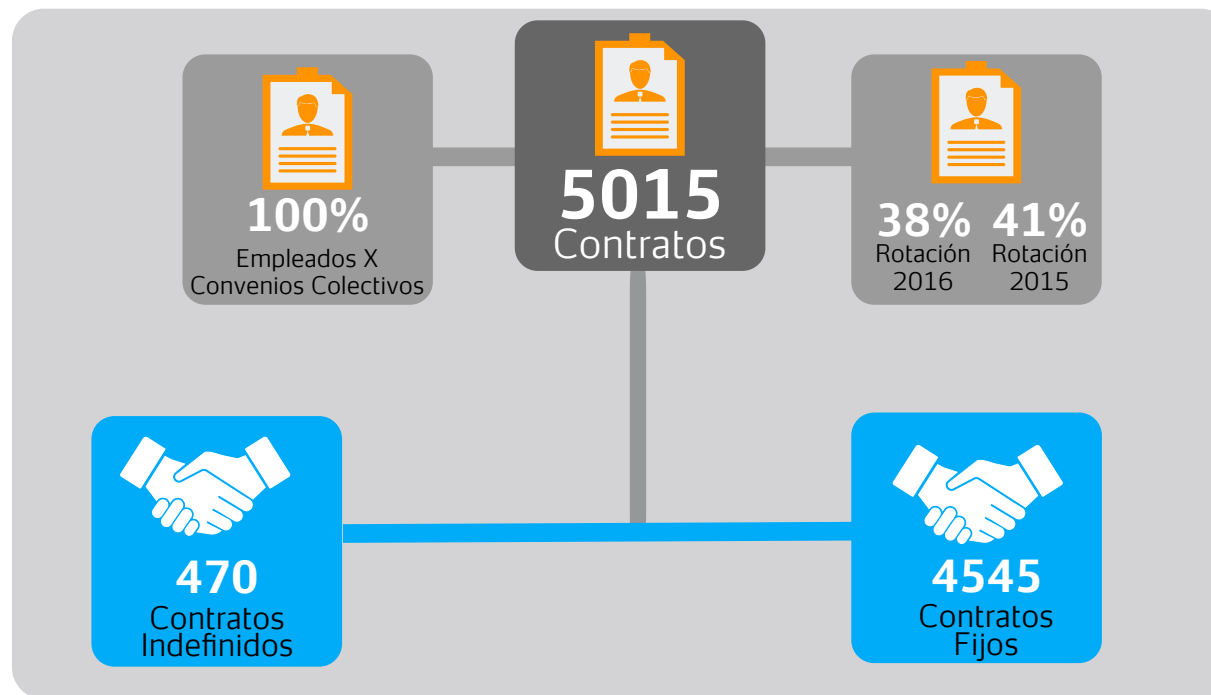 100%
Empleados X
Convenios Colectivos
5015
Contratos
38%
Rotación
2016
41%
Rotación
2015
470
Contratos
Indefinidos
4545
Contratos
Fijos